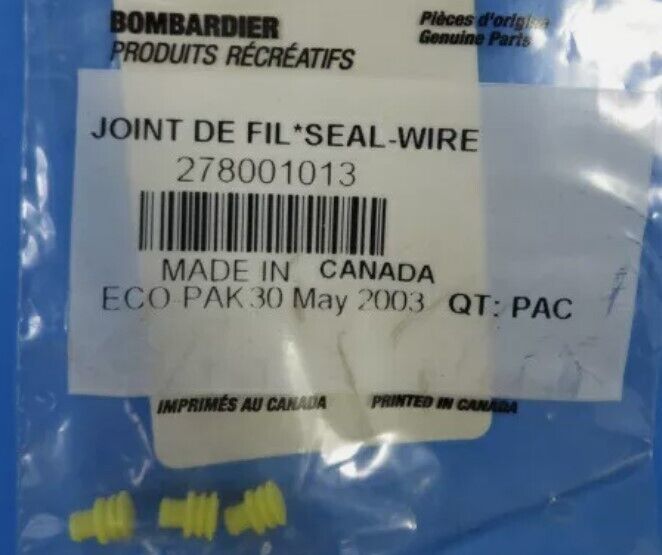 BOMBARDIER
PRODUITS RÉCRÉATIFS
Pièces d'origine
Genuine Parts
JOINT DE FIL*SEAL-WIRE
278001013
MADE IN CANADA
ECO-PAK 30 May 2003 QT: PAC
IMPRIMÉS AU CANADA PRINTED IN CANADA